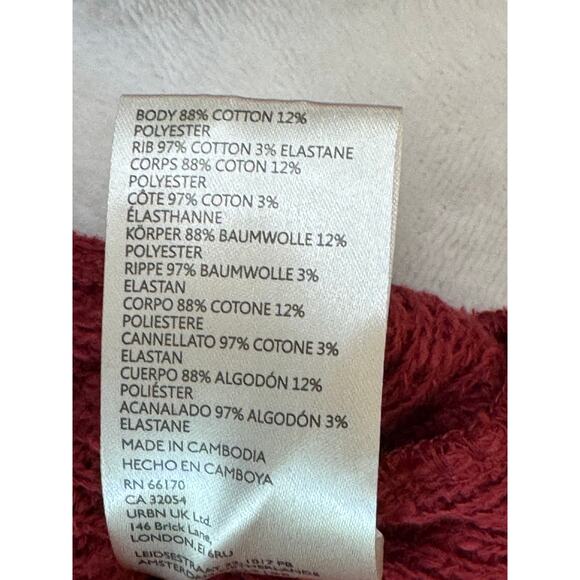 BODY 88% COTTON 12%
POLYESTER
RIB 97% COTTON 3% ELASTANE
CORPS 88% COTON 12%
POLYESTER
CÔTE 97% COTON 3%
ÉLASTHANNE
KÖRPER 88% BAUMWOLLE 12%
POLYESTER
RIPPE 97% BAUMWOLLE 3%
ELASTAN
CORPO 88% COTONE 12%
POLIESTERE
CANNELLATO 97% COTONE 3%
ELASTAN
CUERPO 88% ALGODÓN 12%
POLIÉSTER
ACANALADO 97% ALGODÓN 3%
ELASTANE
MADE IN CAMBODIA
HECHO EN CAMBOYA
RN 66170
CA 32054
URBN UK Ltd.
146 Brick Lane,
LONDON, E1 6RU
LEIDSESTRAAT
AMSTERDAM